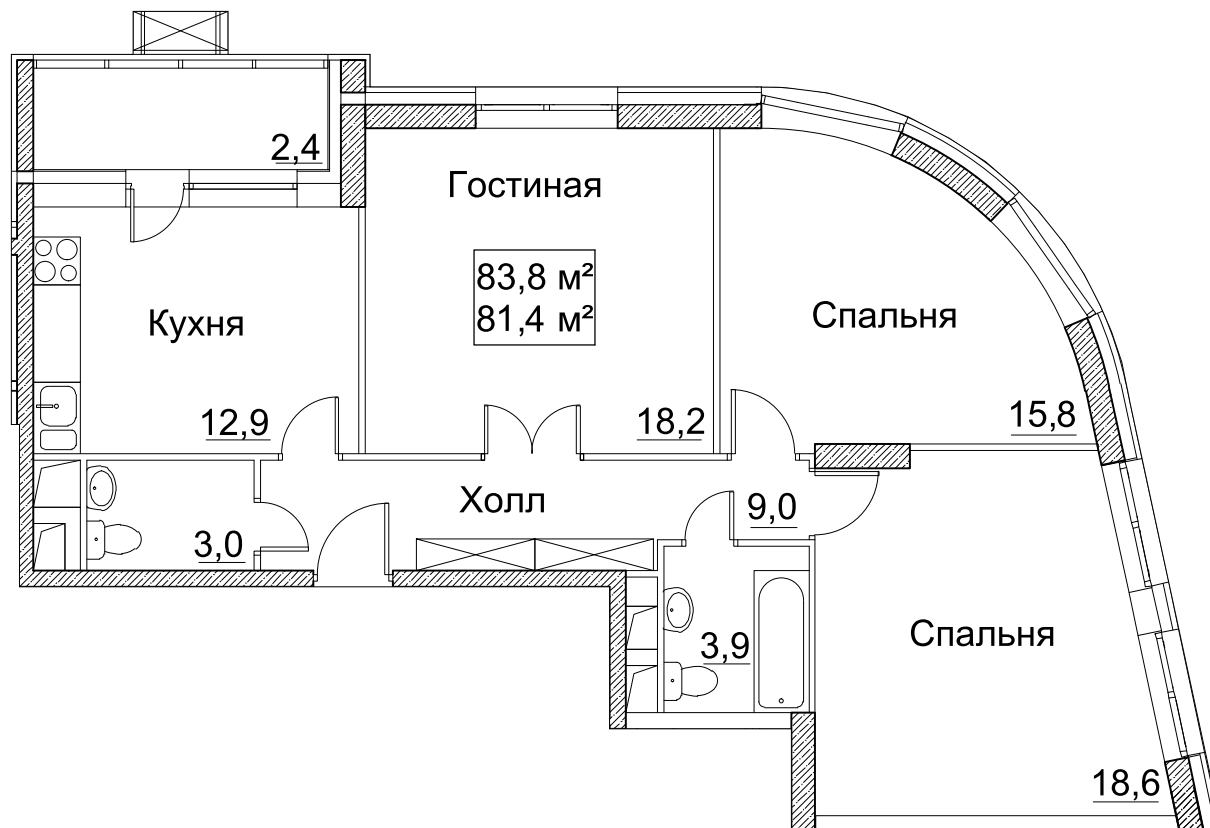 2,4
Гостиная
83,8 м²
81,4 м²
Кухня
Спальня
12,9
18,2
15,8
Холл
9,0
3,0
Спальня
3,9
18,6